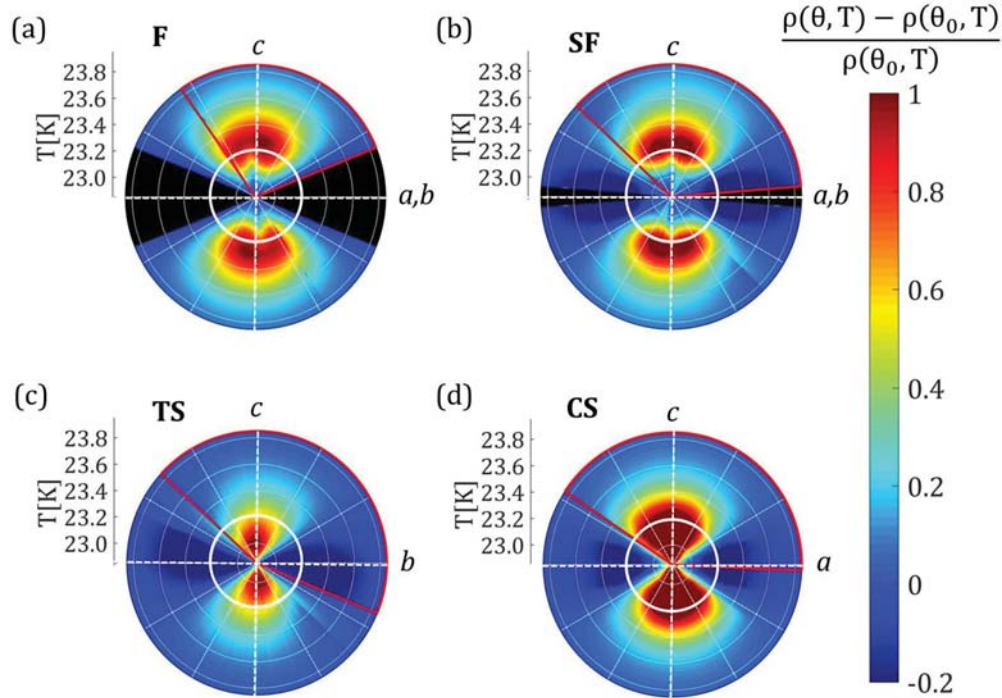 (a)
F
c
T[K]
23.8
23.6
23.4
23.2
23.0
a,b
(b)
SF
c
T[K]
23.8
23.6
23.4
23.2
23.0
a,b
(c)
TS
c
T[K]
23.8
23.6
23.4
23.2
23.0
b
(d)
CS
c
T[K]
23.8
23.6
23.4
23.2
23.0
a
ρ(θ, T) − ρ(θ₀, T)
ρ(θ₀, T)
1
0.8
0.6
0.4
0.2
0
-0.2